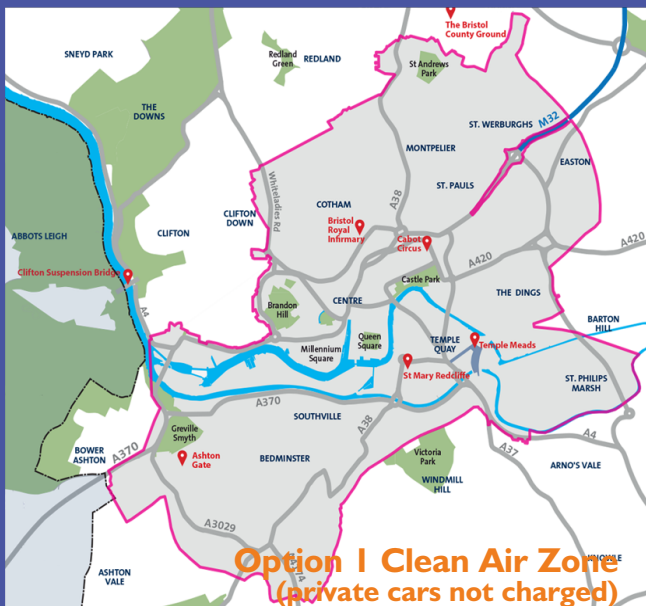 The Bristol
County Ground
SNEYD PARK
Redland
Green
REDLAND
St Andrews
Park
THE
DOWNS
ST. WERBURGHS
M32
MONTPELIER
EASTON
ST. PAULS
Whiteladies Rd
A38
COTHAM
CLIFTON
DOWN
Bristol
Royal
Infirmary
CLIFTON
ABBOTS LEIGH
Cabot
Circus
A420
A420
Clifton Suspension Bridge
Castle Park
A4
Brandon
Hill
CENTRE
THE DINGS
BARTON
HILL
Queen
Square
Millennium
Square
TEMPLE
QUAY
Temple Meads
St Mary Redcliffe
ST. PHILIPS
MARSH
A370
SOUTHVILLE
A38
Greville
Smyth
A4
A370
BOWER
ASHTON
Ashton
Gate
BEDMINSTER
Victoria
Park
A37
ARNO'S VALE
WINDMILL
HILL
A3029
ASHTON
VALE
Option 1 Clean Air Zone
(private cars not charged)